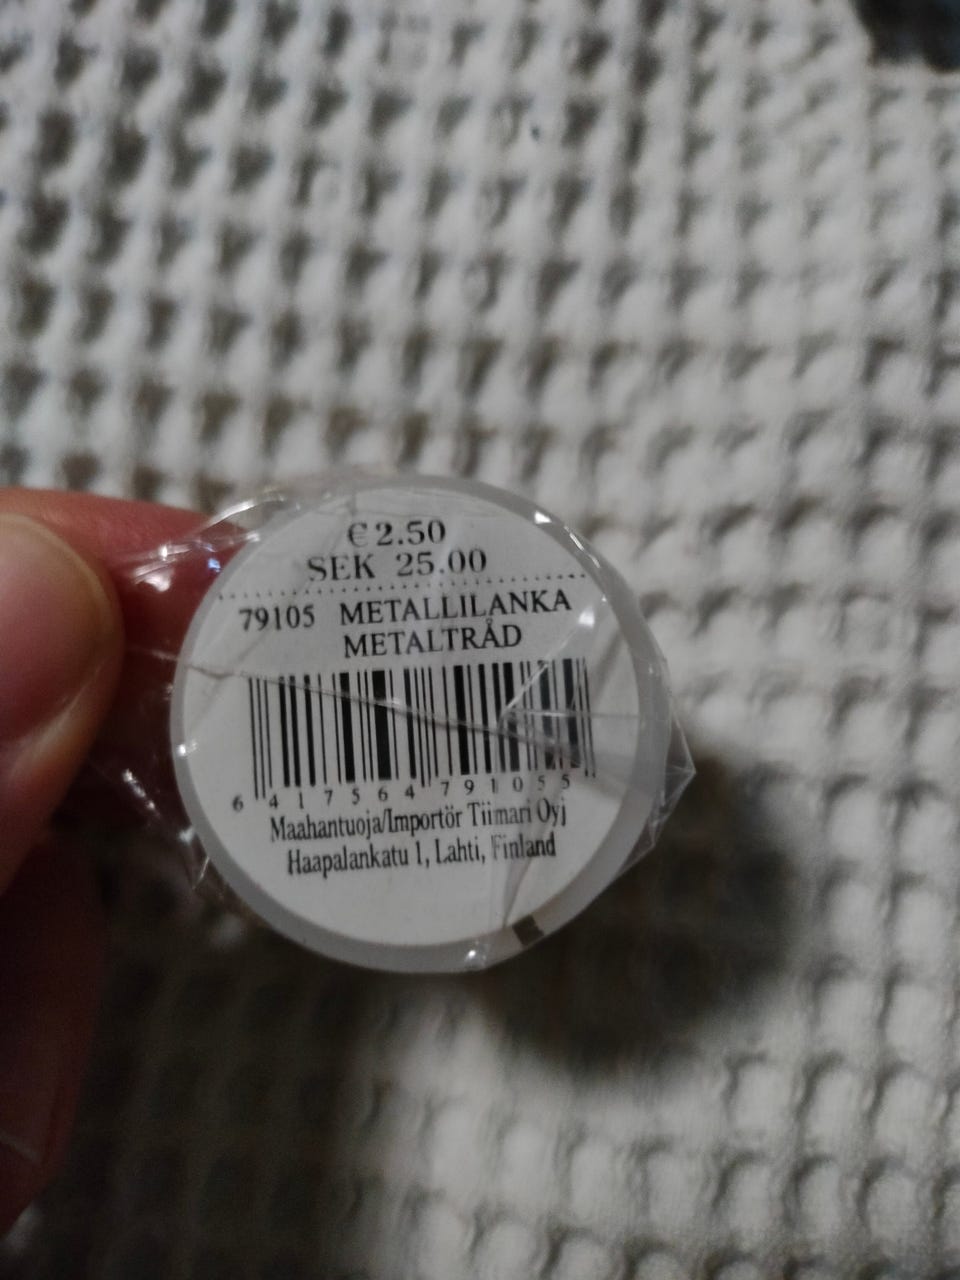 €2.50
SEK 25.00
79105 METALLILANKA
METALTRÅD
6 417564 791055
Maahantuoja/Importör Tiimari Oyj
Haapalankatu 1, Lahti, Finland